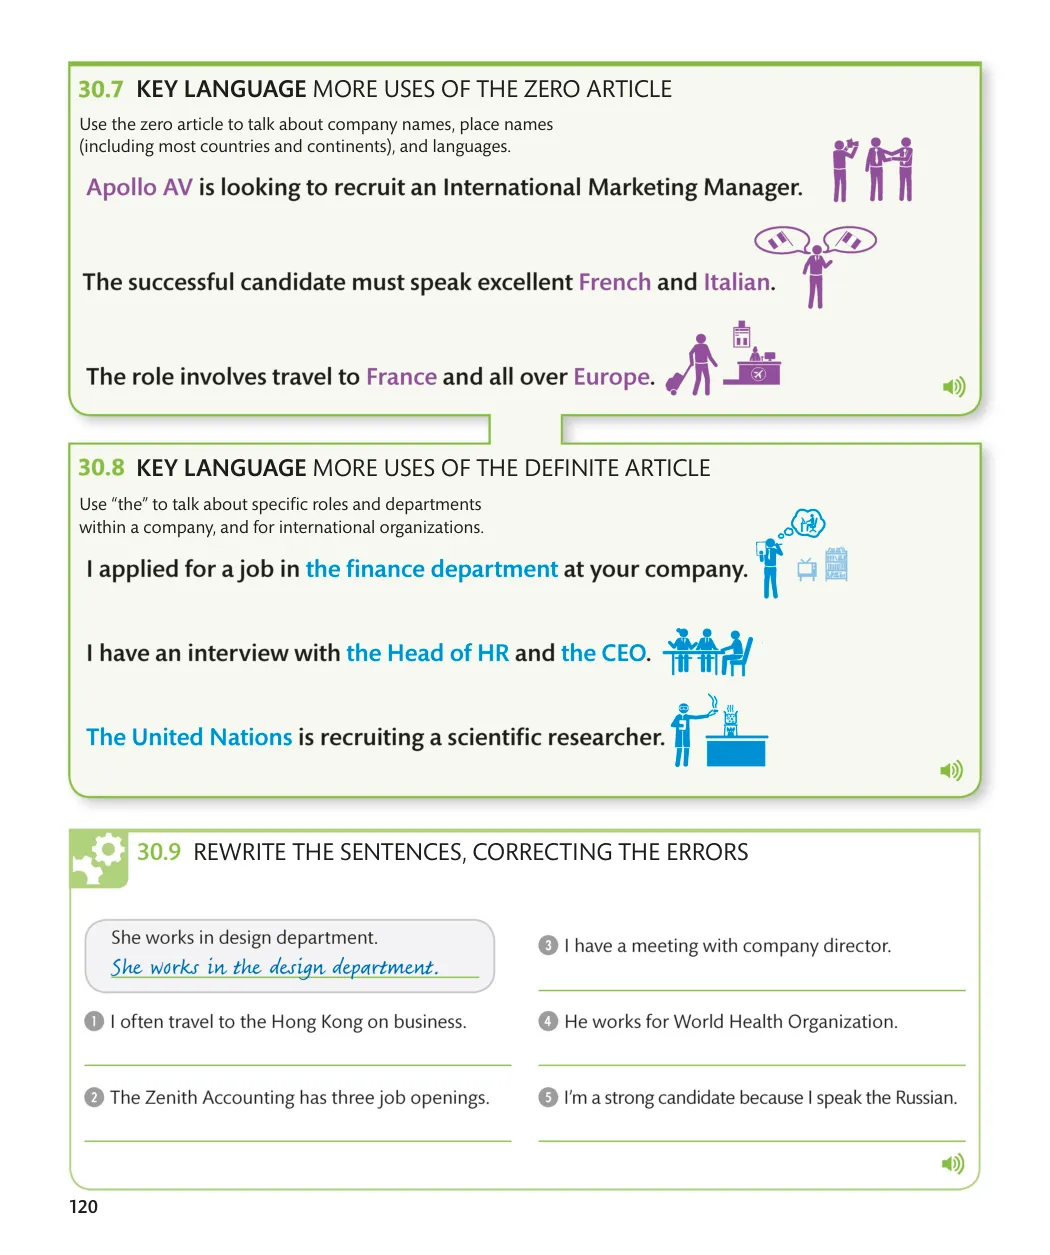 30.7 KEY LANGUAGE MORE USES OF THE ZERO ARTICLE
Use the zero article to talk about company names, place names
(including most countries and continents), and languages.
Apollo AV is looking to recruit an International Marketing Manager.
The successful candidate must speak excellent French and Italian.
The role involves travel to France and all over Europe.
30.8 KEY LANGUAGE MORE USES OF THE DEFINITE ARTICLE
Use “the” to talk about specific roles and departments
within a company, and for international organizations.
I applied for a job in the finance department at your company.
I have an interview with the Head of HR and the CEO.
The United Nations is recruiting a scientific researcher.
30.9 REWRITE THE SENTENCES, CORRECTING THE ERRORS
She works in design department.
She works in the design department.
1 I often travel to the Hong Kong on business.
2 The Zenith Accounting has three job openings.
3 I have a meeting with company director.
4 He works for World Health Organization.
5 I’m a strong candidate because I speak the Russian.
120